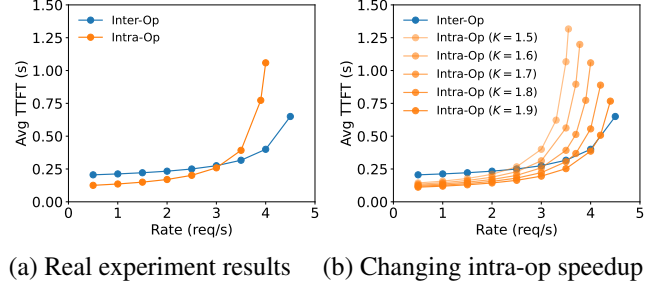 1.50
1.25
1.00
0.75
0.50
0.25
0.00
Avg TTFT (s)
Inter-Op
Intra-Op
0 1 2 3 4 5
Rate (req/s)
(a) Real experiment results
1.50
1.25
1.00
0.75
0.50
0.25
0.00
Avg TTFT (s)
Inter-Op
Intra-Op (K = 1.5)
Intra-Op (K = 1.6)
Intra-Op (K = 1.7)
Intra-Op (K = 1.8)
Intra-Op (K = 1.9)
0 1 2 3 4 5
Rate (req/s)
(b) Changing intra-op speedup